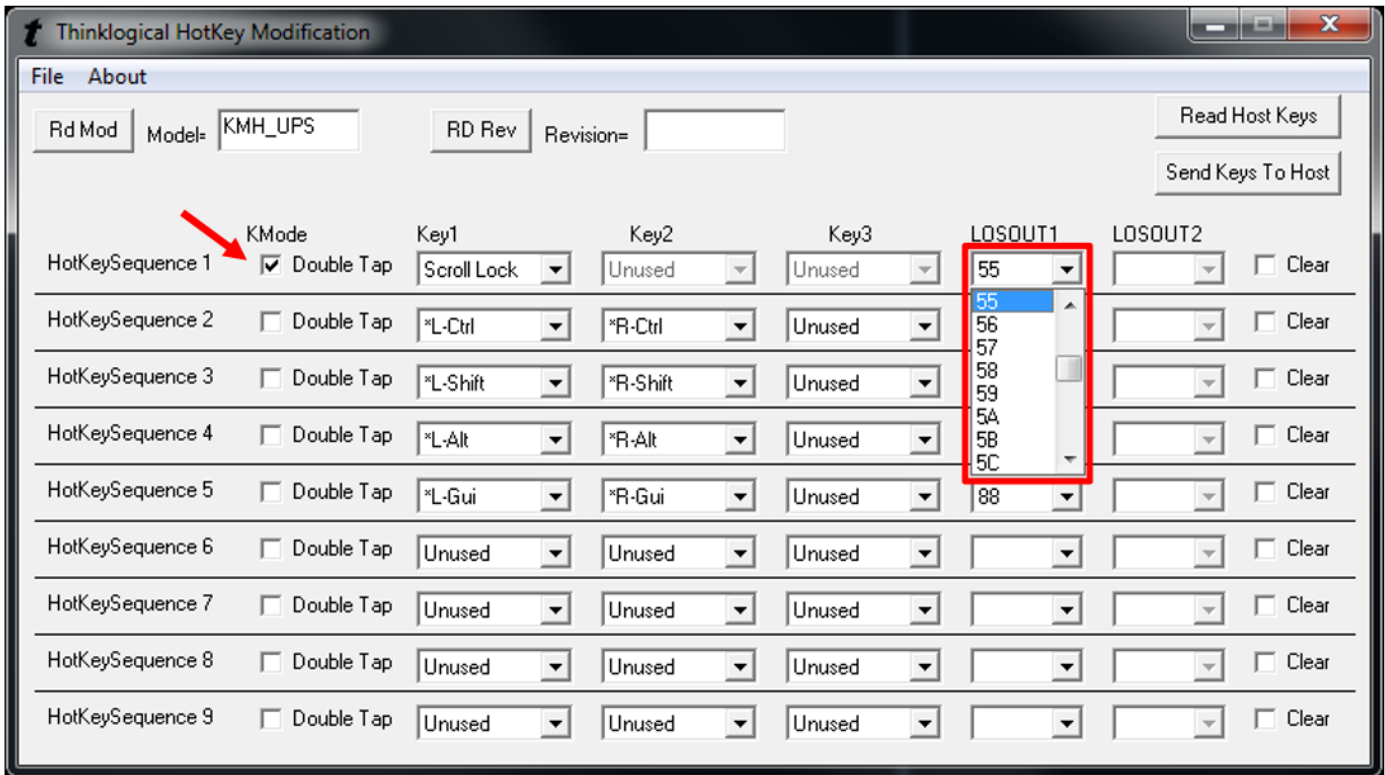 t Thinklogical HotKey Modification
File About
Rd Mod Model= KMH_UPS RD Rev Revision= Read Host Keys
Send Keys To Host
KMode Key1 Key2 Key3 LOSOUT1 LOSOUT2
HotKeySequence 1 Double Tap Scroll Lock Unused Unused 55 Clear
55
56
57
58
59
5A
5B
5C
HotKeySequence 2 Double Tap *L-Ctrl *R-Ctrl Unused Clear
HotKeySequence 3 Double Tap *L-Shift *R-Shift Unused Clear
HotKeySequence 4 Double Tap *L-Alt *R-Alt Unused Clear
HotKeySequence 5 Double Tap *L-Gui *R-Gui Unused 88 Clear
HotKeySequence 6 Double Tap Unused Unused Unused Clear
HotKeySequence 7 Double Tap Unused Unused Unused Clear
HotKeySequence 8 Double Tap Unused Unused Unused Clear
HotKeySequence 9 Double Tap Unused Unused Unused Clear